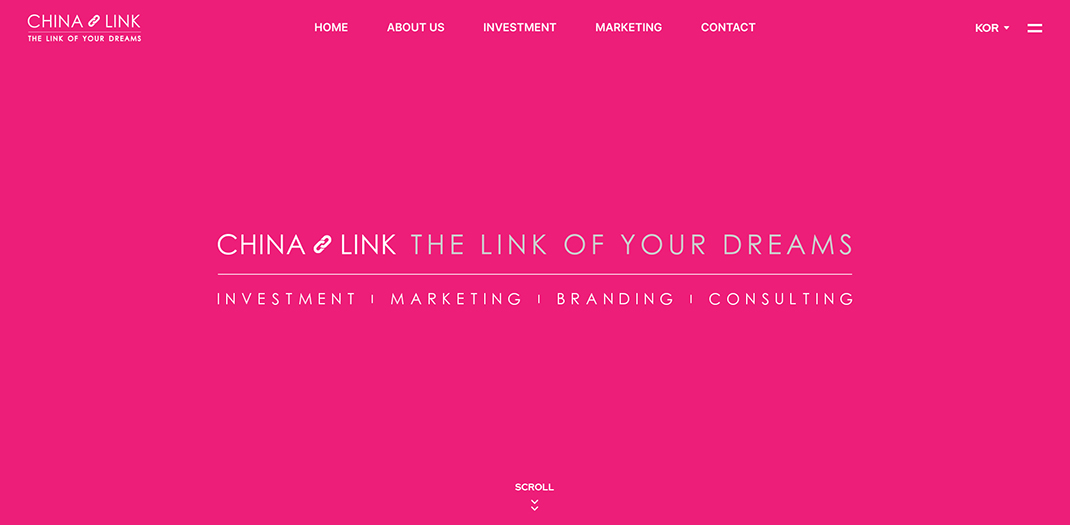 CHINA LINK
THE LINK OF YOUR DREAMS
HOME ABOUT US INVESTMENT MARKETING CONTACT
KOR
CHINA LINK THE LINK OF YOUR DREAMS
INVESTMENT | MARKETING | BRANDING | CONSULTING
SCROLL